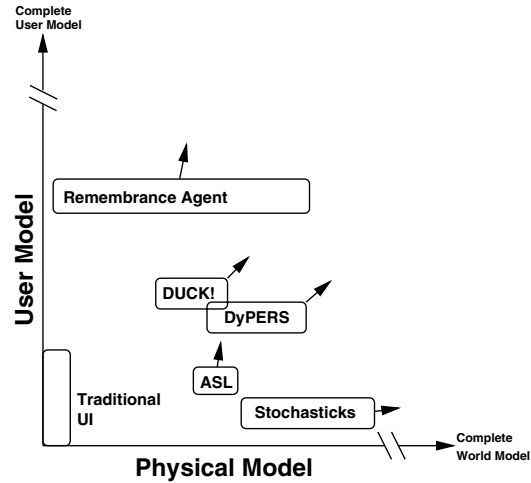 Complete
User Model
User Model
Remembrance Agent
DUCK!
DyPERS
ASL
Traditional
UI
Stochasticks
Complete
World Model
Physical Model